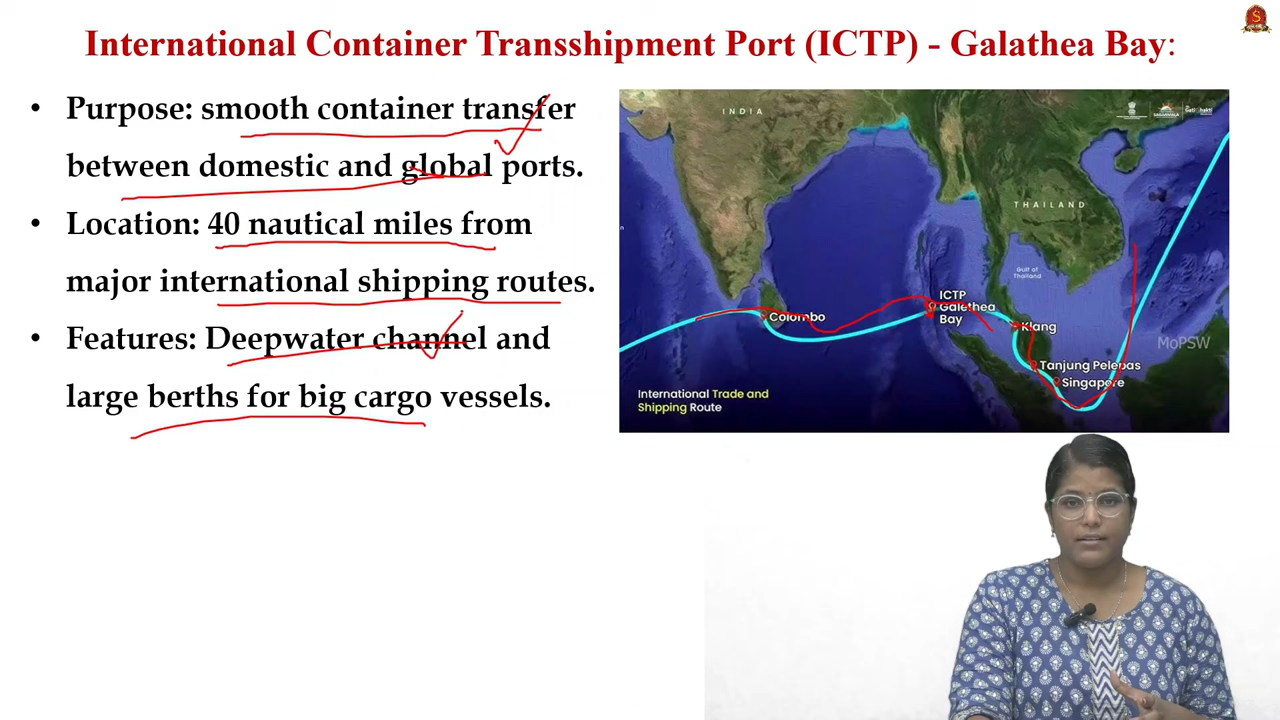 International Container Transshipment Port (ICTP) - Galathea Bay:
• Purpose: smooth container transfer
between domestic and global ports.
• Location: 40 nautical miles from
major international shipping routes.
• Features: Deepwater channel and
large berths for big cargo vessels.
INDIA
THAILAND
Gulf of
Thailand
ICTP
Galethea
Bay
Colombo
Klang
MoPSW
Tanjung Pelepas
Singapore
International Trade and
Shipping Route